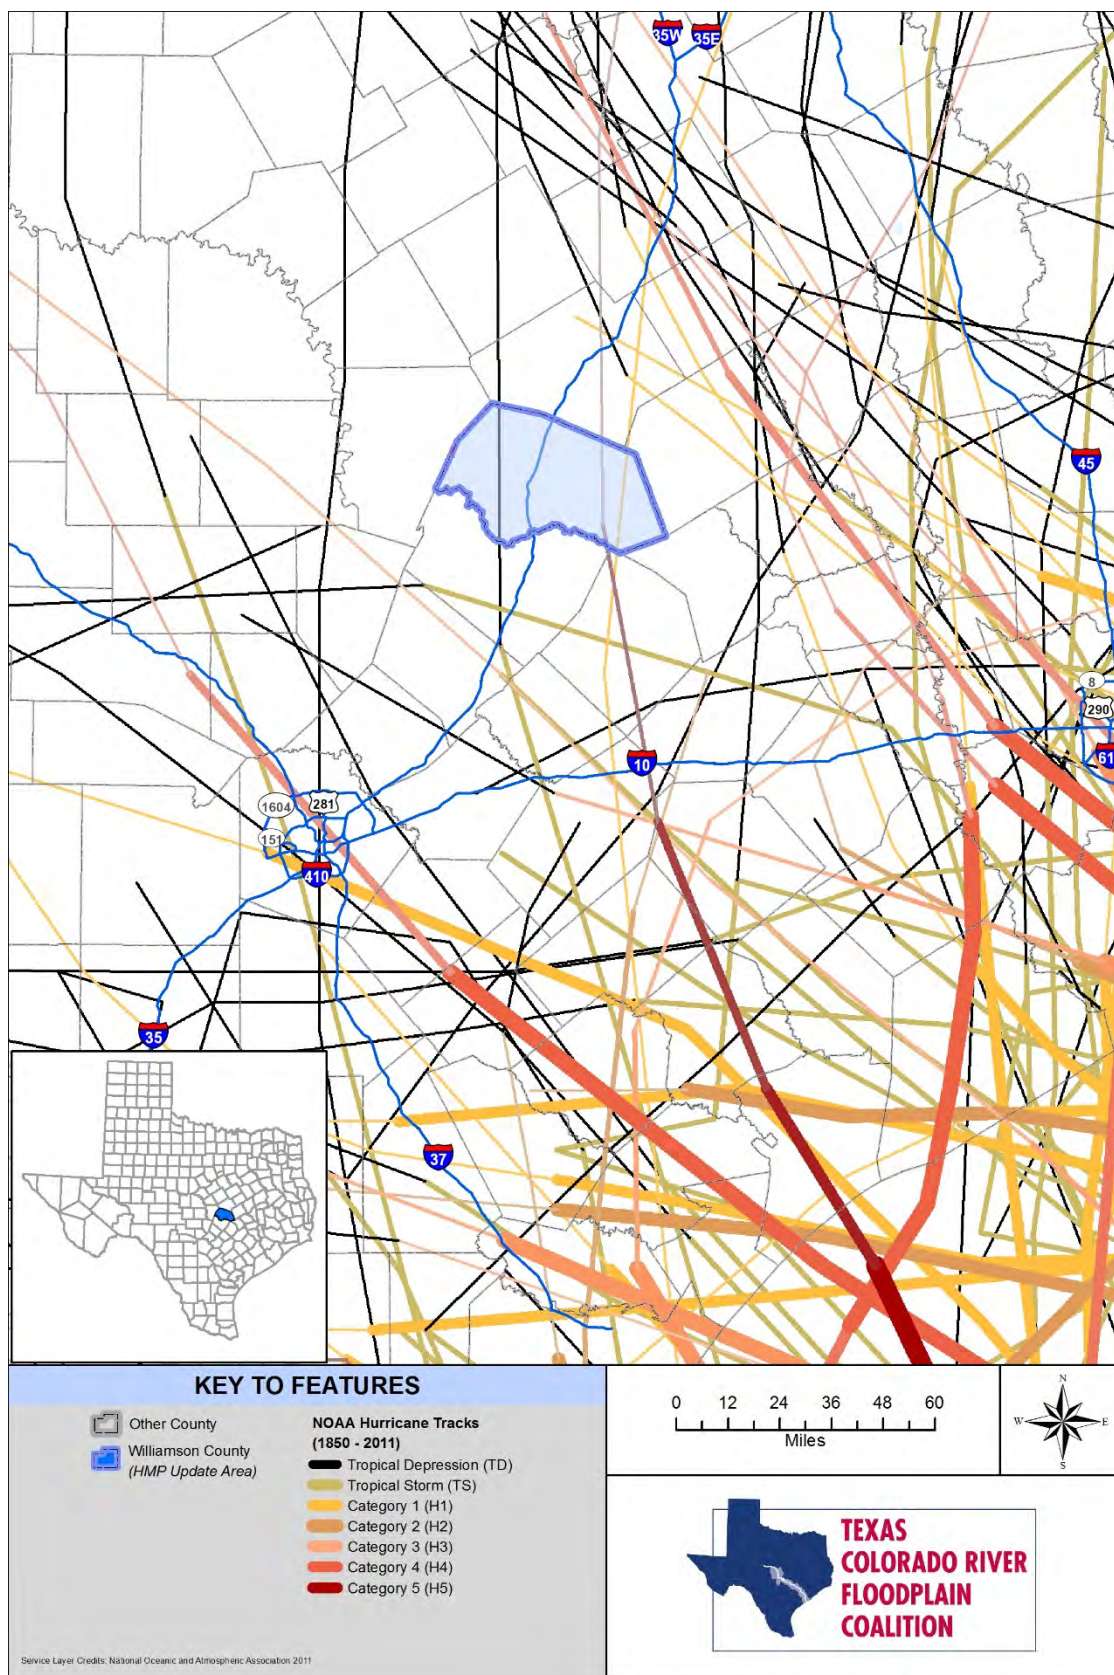 35W
35E
45
8
290
10
61
1604
281
151
410
35
37
KEY TO FEATURES
Other County
Williamson County
(HMP Update Area)
NOAA Hurricane Tracks
(1850 - 2011)
Tropical Depression (TD)
Tropical Storm (TS)
Category 1 (H1)
Category 2 (H2)
Category 3 (H3)
Category 4 (H4)
Category 5 (H5)
Service Layer Credits: National Oceanic and Atmospheric Association 2011
0 12 24 36 48 60
Miles
N
W E
S
TEXAS
COLORADO RIVER
FLOODPLAIN
COALITION